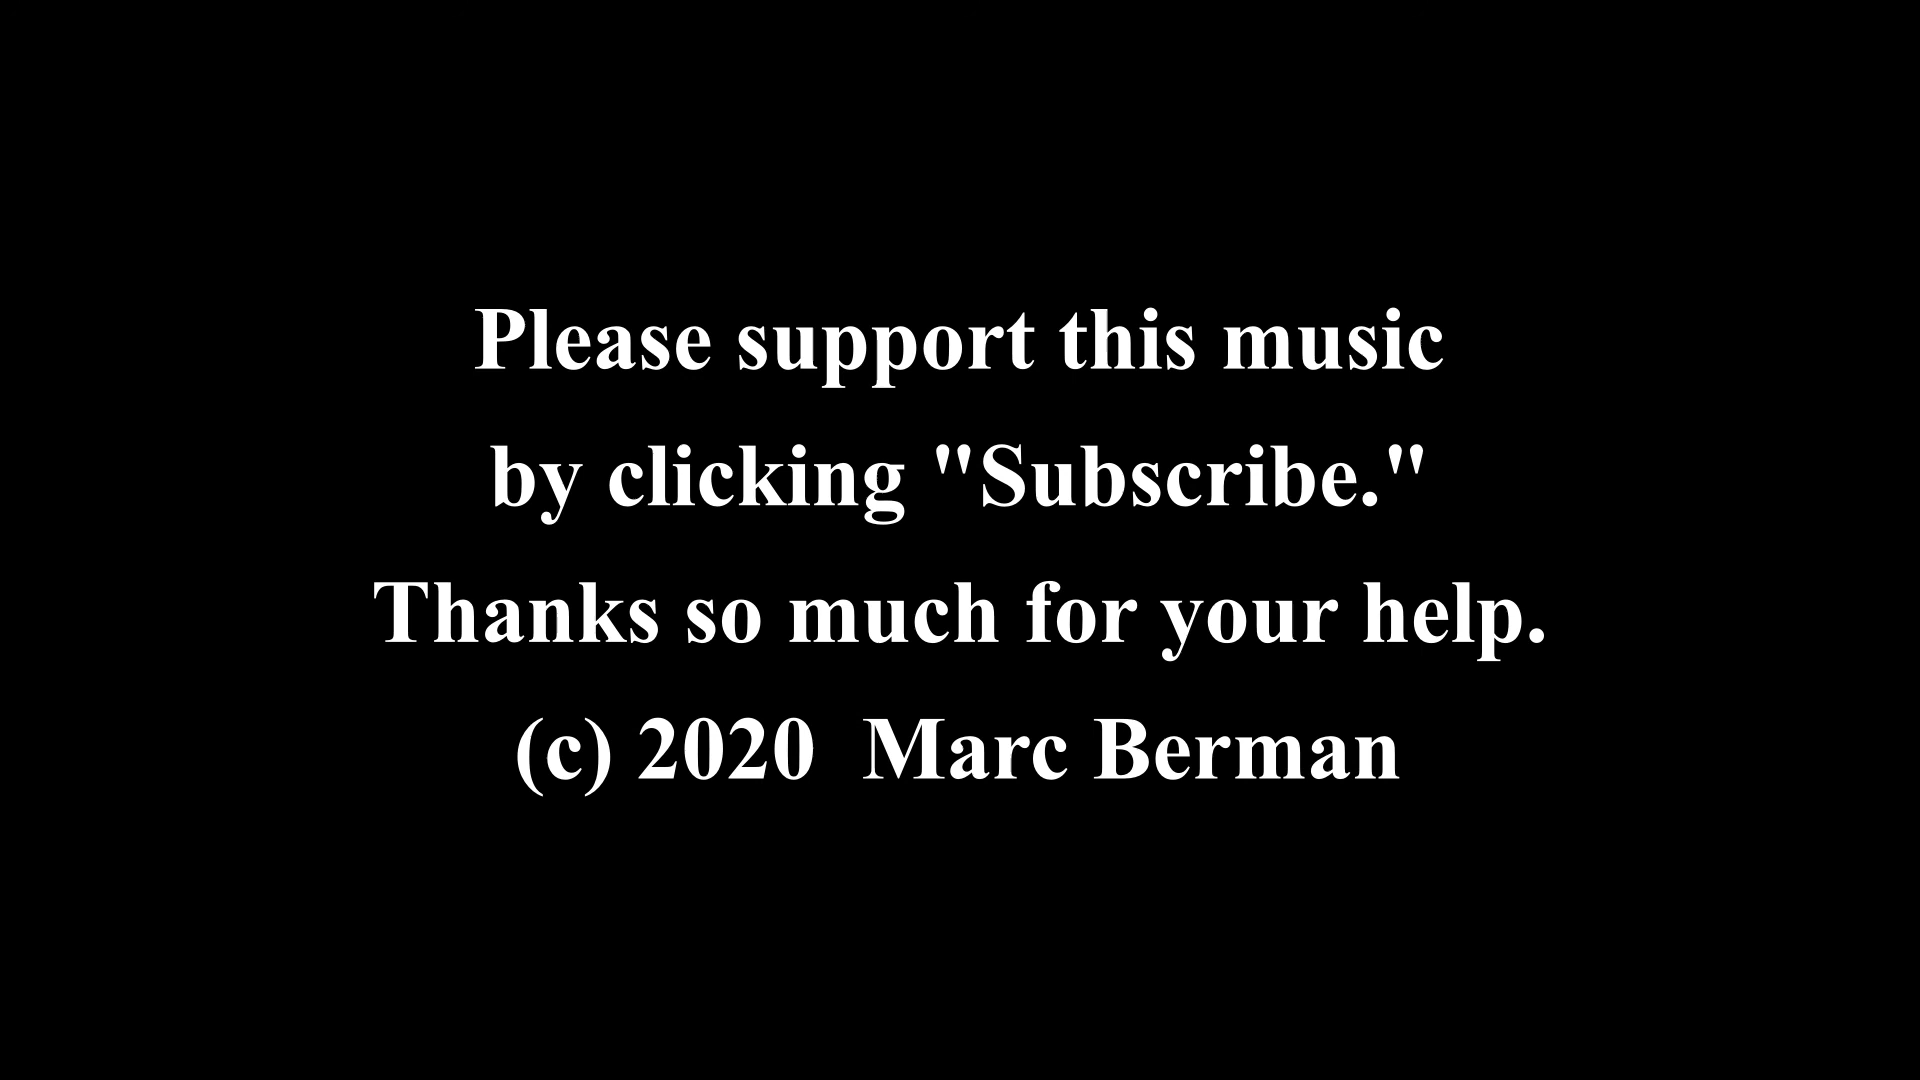 Please support this music
by clicking "Subscribe."
Thanks so much for your help.
(c) 2020  Marc Berman